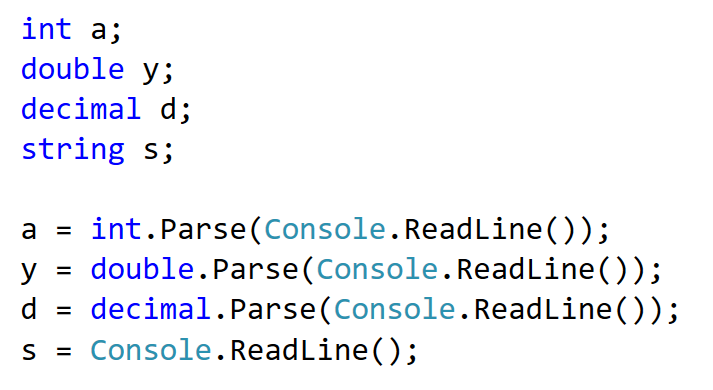 int a;
double y;
decimal d;
string s;
a = int.Parse(Console.ReadLine());
y = double.Parse(Console.ReadLine());
d = decimal.Parse(Console.ReadLine());
s = Console.ReadLine();